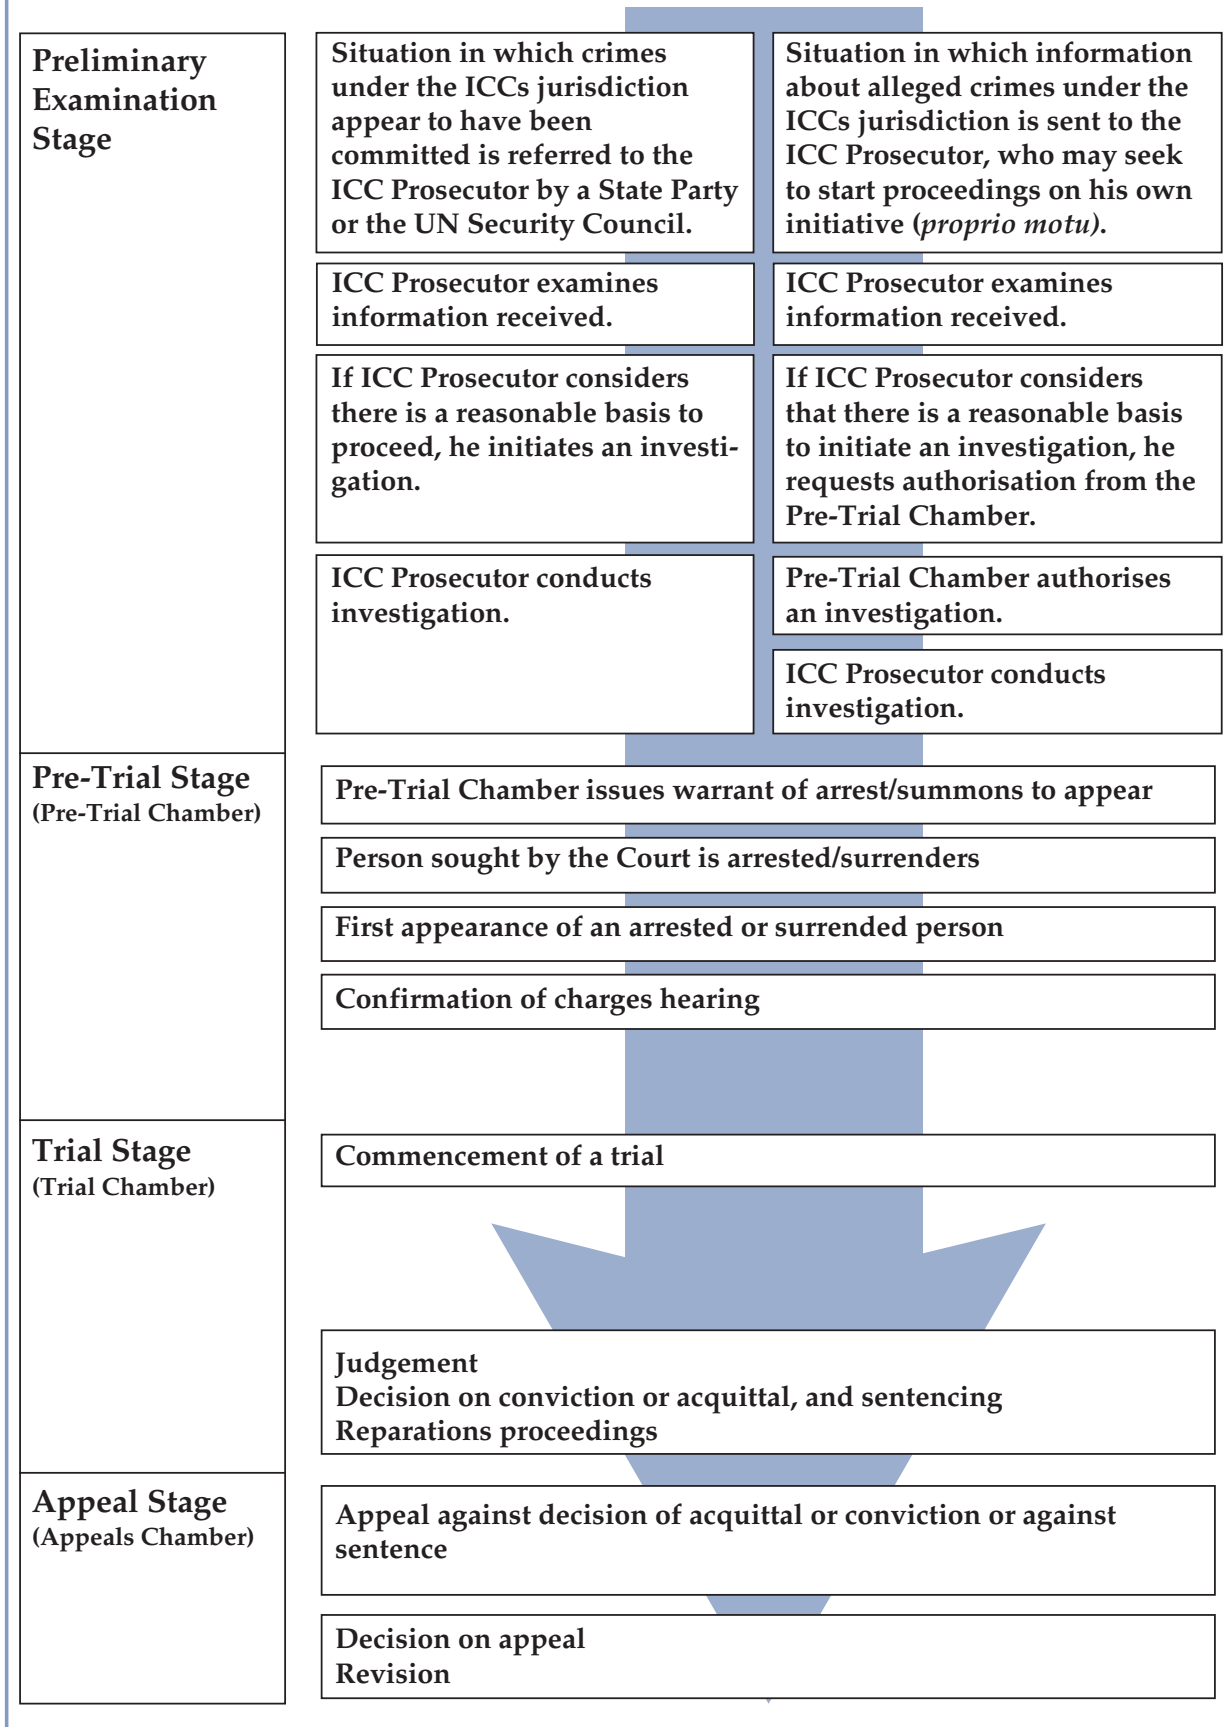 Preliminary
Examination
Stage
Situation in which crimes
under the ICCs jurisdiction
appear to have been
committed is referred to the
ICC Prosecutor by a State Party
or the UN Security Council.
Situation in which information
about alleged crimes under the
ICCs jurisdiction is sent to the
ICC Prosecutor, who may seek
to start proceedings on his own
initiative (proprio motu).
ICC Prosecutor examines
information received.
ICC Prosecutor examines
information received.
If ICC Prosecutor considers
there is a reasonable basis to
proceed, he initiates an investi-
gation.
If ICC Prosecutor considers
that there is a reasonable basis
to initiate an investigation, he
requests authorisation from the
Pre-Trial Chamber.
ICC Prosecutor conducts
investigation.
Pre-Trial Chamber authorises
an investigation.
ICC Prosecutor conducts
investigation.
Pre-Trial Stage
(Pre-Trial Chamber)
Pre-Trial Chamber issues warrant of arrest/summons to appear
Person sought by the Court is arrested/surrenders
First appearance of an arrested or surrended person
Confirmation of charges hearing
Trial Stage
(Trial Chamber)
Commencement of a trial
Judgement
Decision on conviction or acquittal, and sentencing
Reparations proceedings
Appeal Stage
(Appeals Chamber)
Appeal against decision of acquittal or conviction or against
sentence
Decision on appeal
Revision